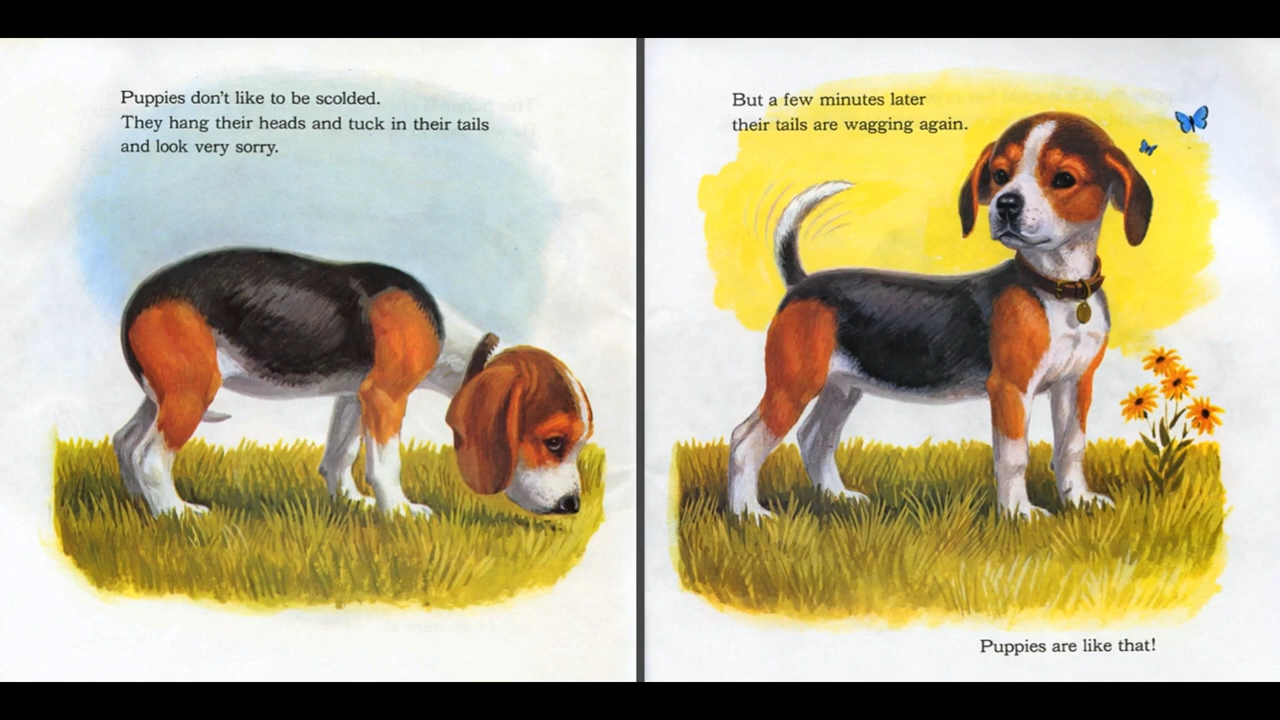 Puppies don't like to be scolded.
They hang their heads and tuck in their tails
and look very sorry.
But a few minutes later
their tails are wagging again.
Puppies are like that!